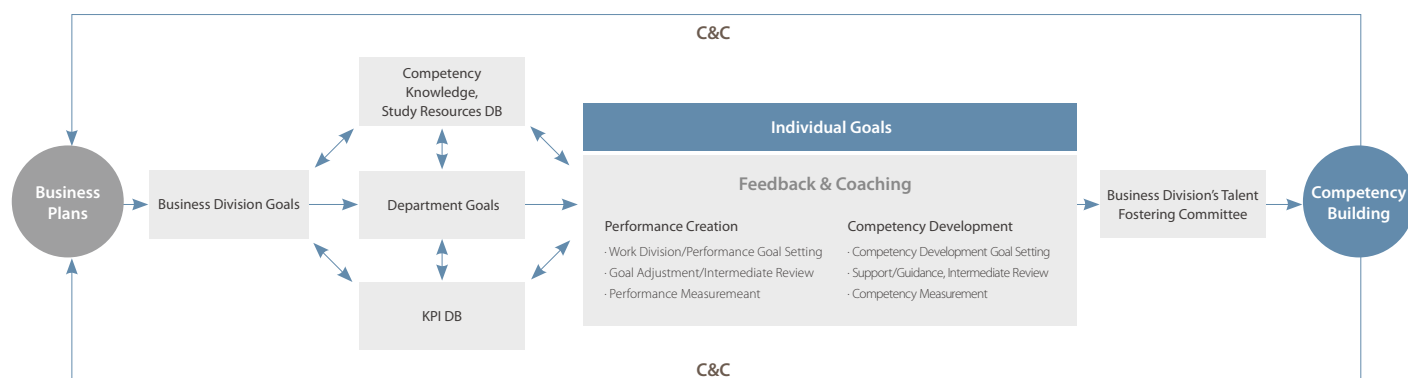 C&C
Competency
Knowledge,
Study Resources DB
Individual Goals
Business
Plans
Business Division Goals
Department Goals
Feedback & Coaching
Performance Creation
· Work Division/Performance Goal Setting
· Goal Adjustment/Intermediate Review
· Performance Measuremeant
Competency Development
· Competency Development Goal Setting
· Support/Guidance, Intermediate Review
· Competency Measurement
Business Division's Talent
Fostering Committee
Competency
Building
KPI DB
C&C